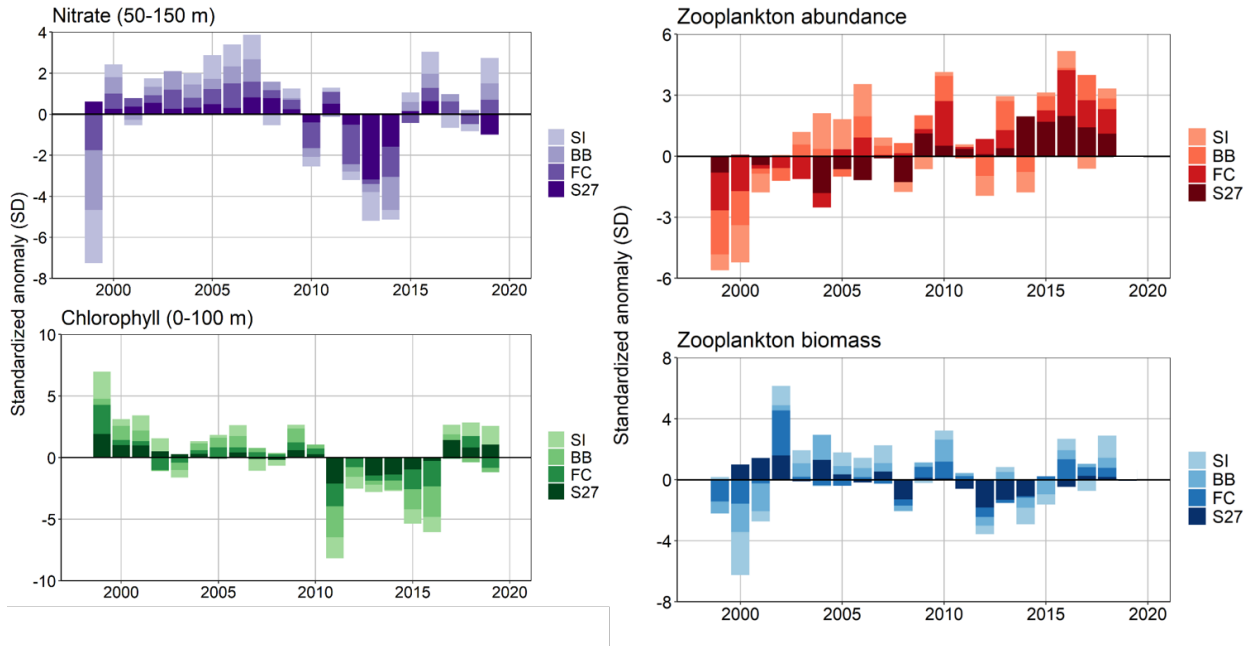 Nitrate (50-150 m)
4
2
0
-2
-4
-6
-8
2000 2005 2010 2015 2020
SI
BB
FC
S27
Chlorophyll (0-100 m)
10
5
0
-5
-10
2000 2005 2010 2015 2020
SI
BB
FC
S27
Standardized anomaly (SD)
Zooplankton abundance
6
3
0
-3
-6
2000 2005 2010 2015 2020
SI
BB
FC
S27
Zooplankton biomass
8
4
0
-4
-8
2000 2005 2010 2015 2020
SI
BB
FC
S27
Standardized anomaly (SD)